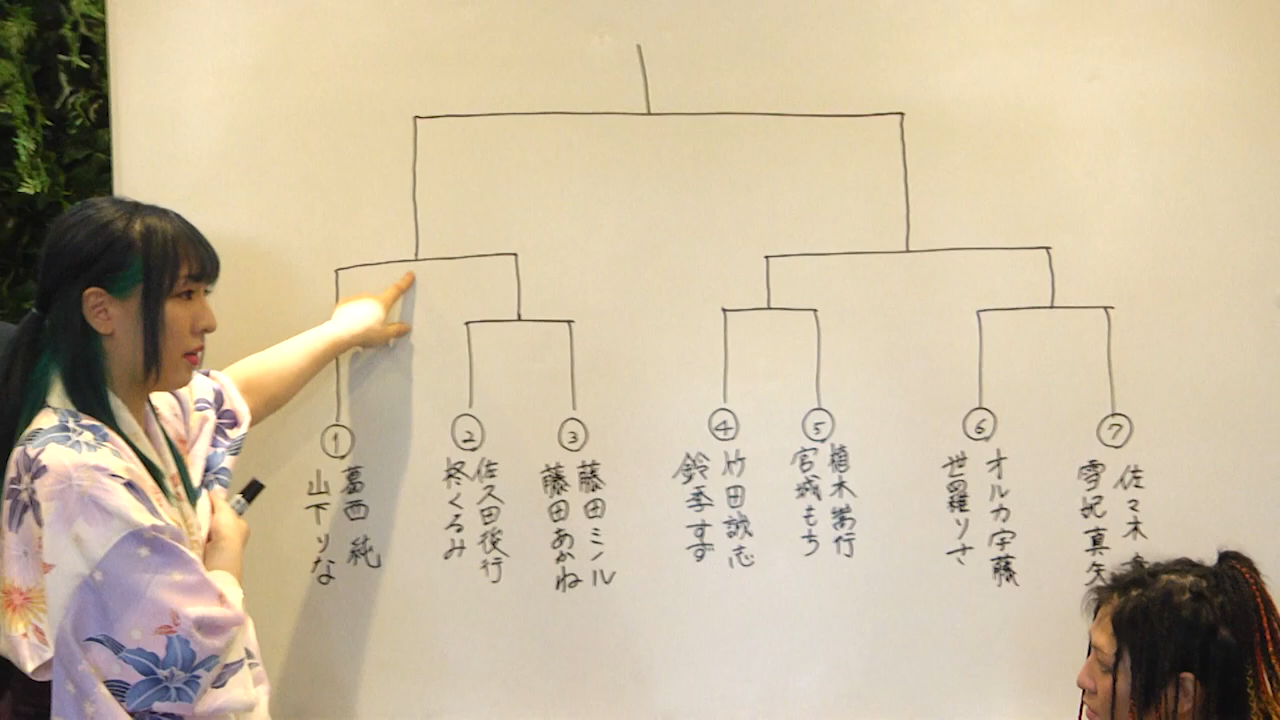 ①
葛西 純
山下りな
②
佐久田俊行
柊くるみ
③
藤田ミノル
藤田あかね
④
竹田誠志
鈴季すず
⑤
植木嵩行
宮城もち
⑥
オルカ宇藤
世羅りさ
⑦
佐々木
雪妃真矢